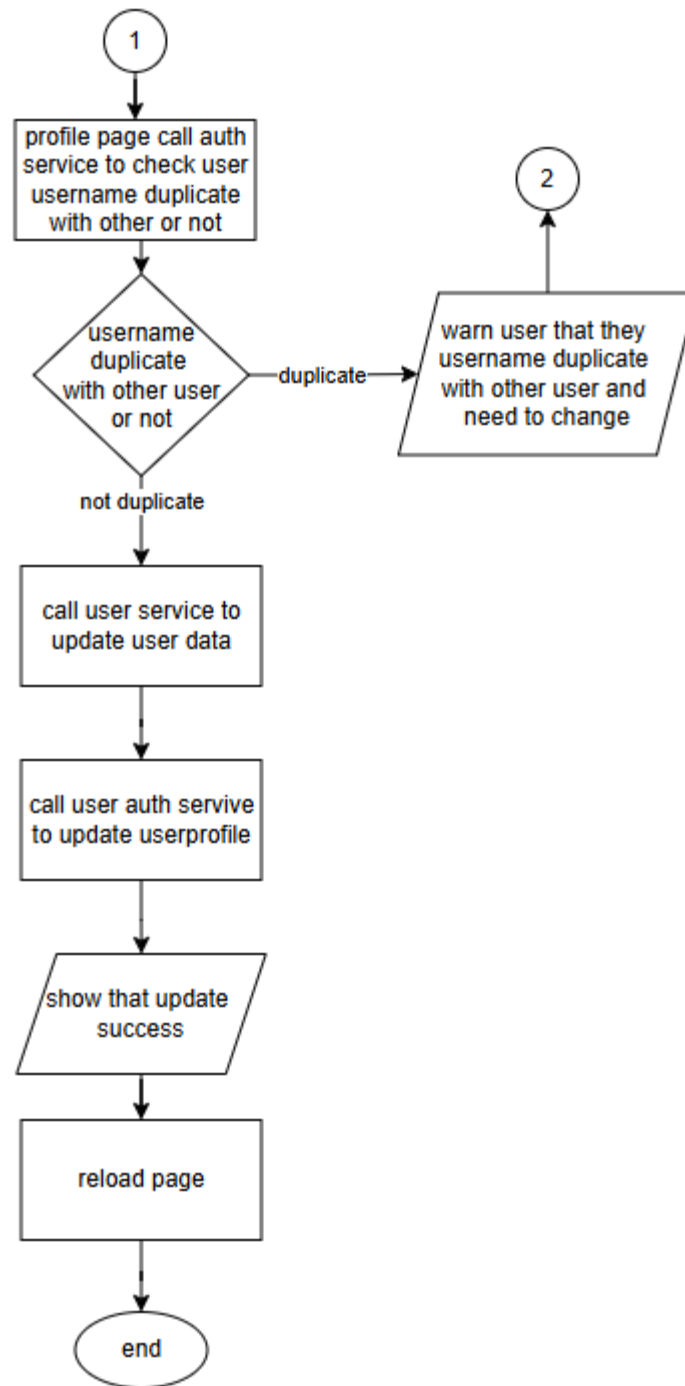 1
profile page call auth
service to check user
username duplicate
with other or not
2
username
duplicate
with other user
or not
duplicate
warn user that they
username duplicate
with other user and
need to change
not duplicate
call user service to
update user data
call user auth servive
to update userprofile
show that update
success
reload page
end